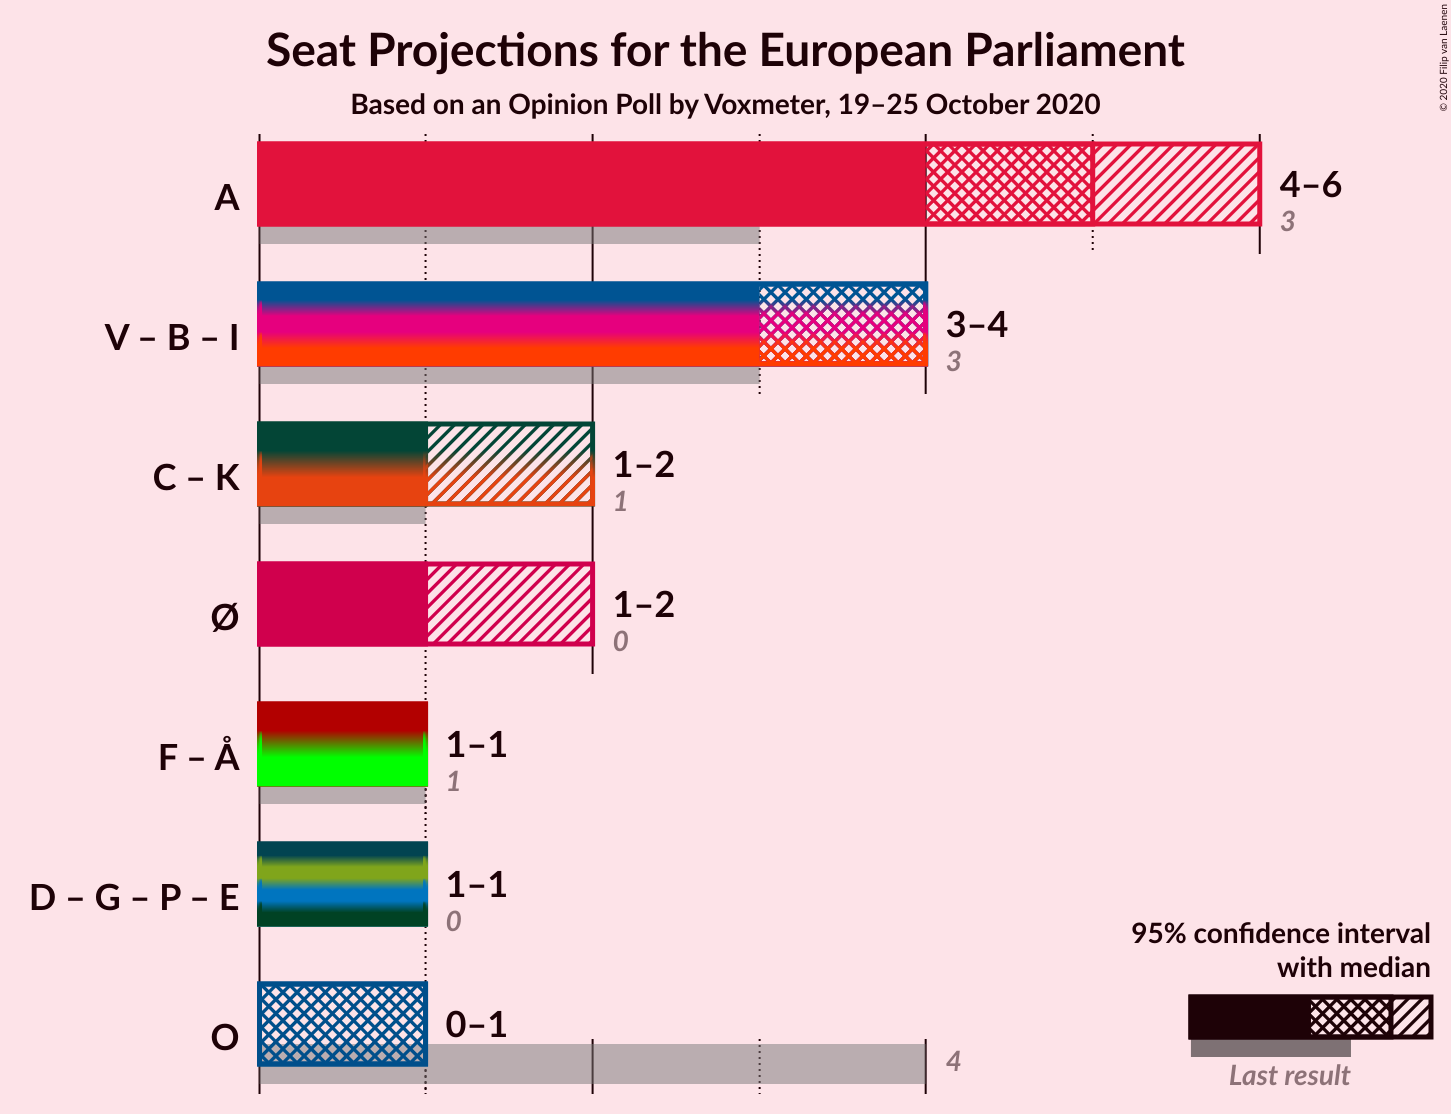 Seat Projections for the European Parliament
Based on an Opinion Poll by Voxmeter, 19–25 October 2020
© 2020 Filip van Laenen
A
4–6
3
V – B – I
3–4
3
C – K
1–2
1
Ø
1–2
0
F – Å
1–1
1
D – G – P – E
1–1
0
O
0–1
4
95% confidence interval
with median
Last result